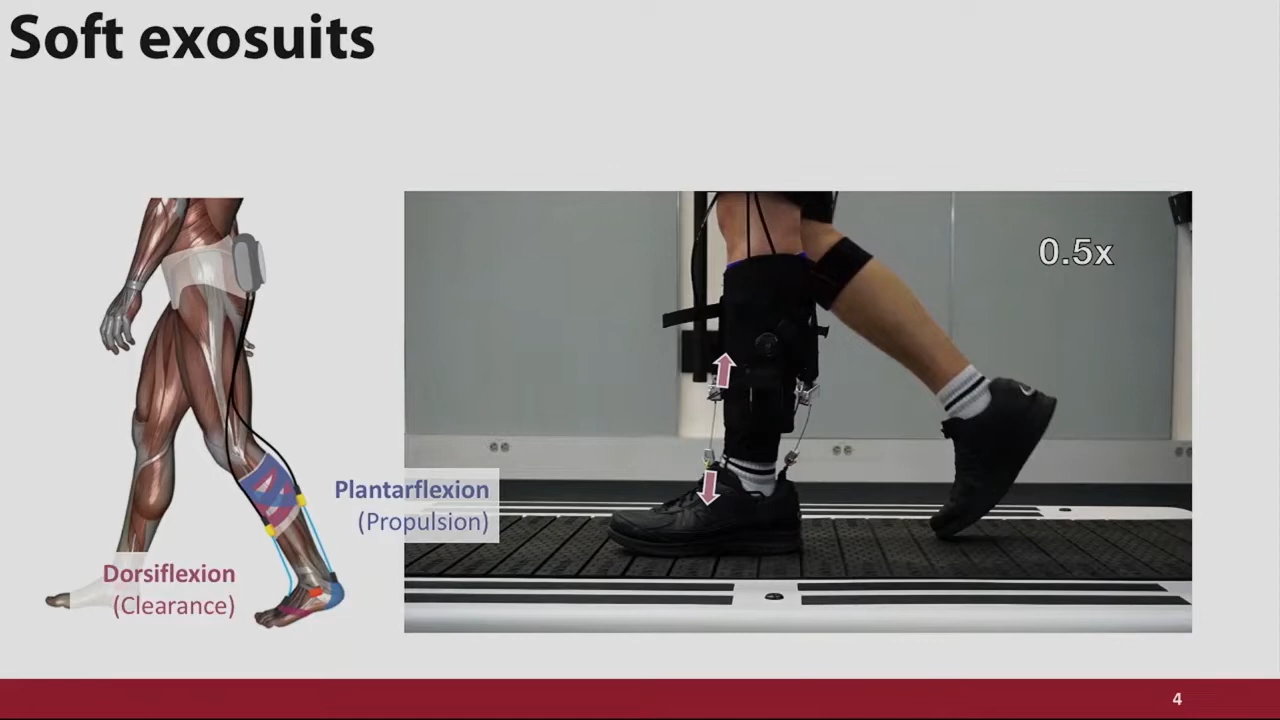 Soft exosuits
0.5x
Plantarflexion
(Propulsion)
Dorsiflexion
(Clearance)
4